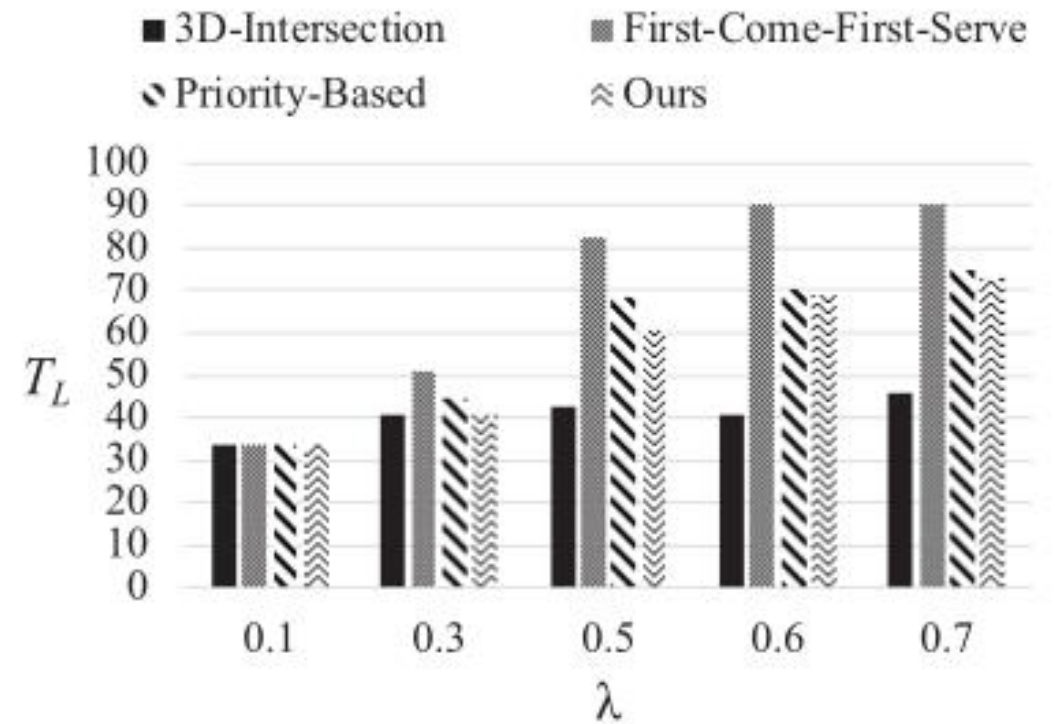 3D-Intersection First-Come-First-Serve
Priority-Based Ours
100
90
80
70
60
50
40
30
20
10
0
T_L
0.1 0.3 0.5 0.6 0.7
λ